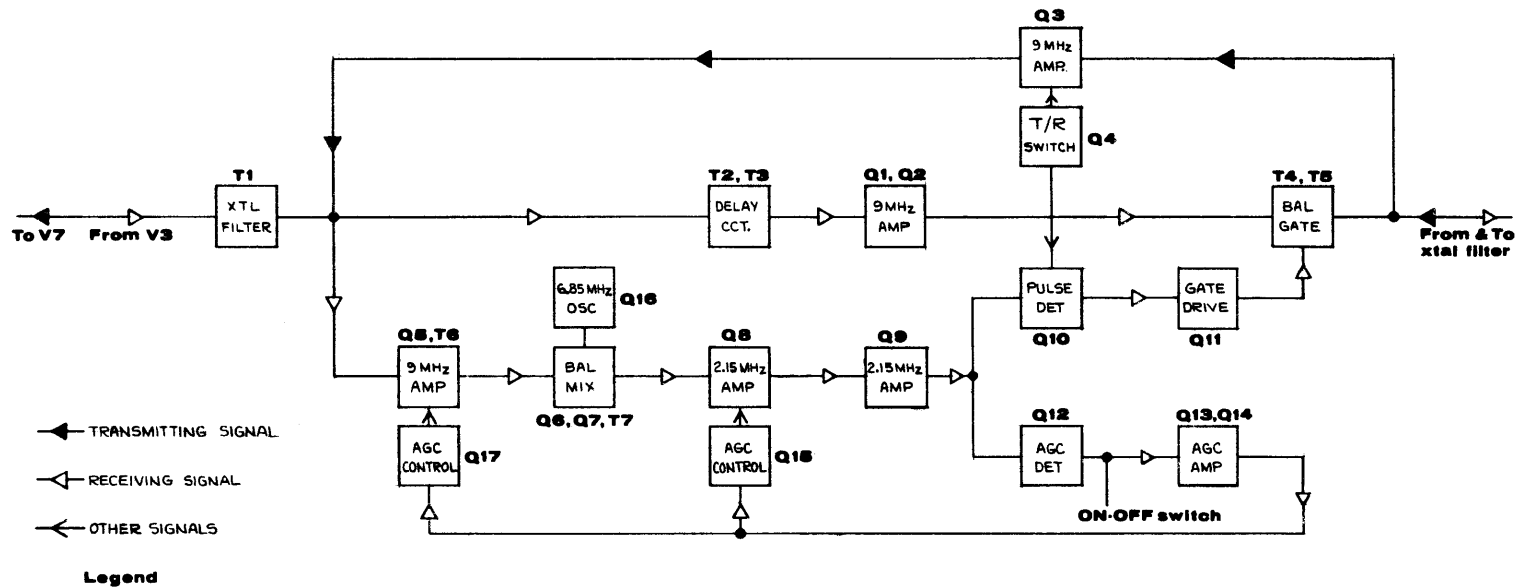 Q3
9 MHz
AMP.
T/R
SWITCH
Q4
T1
XTL
FILTER
To V7
From V3
T2, T3
DELAY
CCT.
Q1, Q2
9 MHz
AMP
T4, T5
BAL
GATE
From & To
xtal filter
6.85 MHz
OSC
Q16
PULSE
DET
Q10
GATE
DRIVE
Q11
Q5, T6
9 MHz
AMP
BAL
MIX
Q6, Q7, T7
Q8
2.15 MHz
AMP
Q9
2.15 MHz
AMP
AGC
CONTROL
Q17
AGC
CONTROL
Q15
Q12
AGC
DET
Q13, Q14
AGC
AMP
ON-OFF switch
TRANSMITTING SIGNAL
RECEIVING SIGNAL
OTHER SIGNALS
Legend